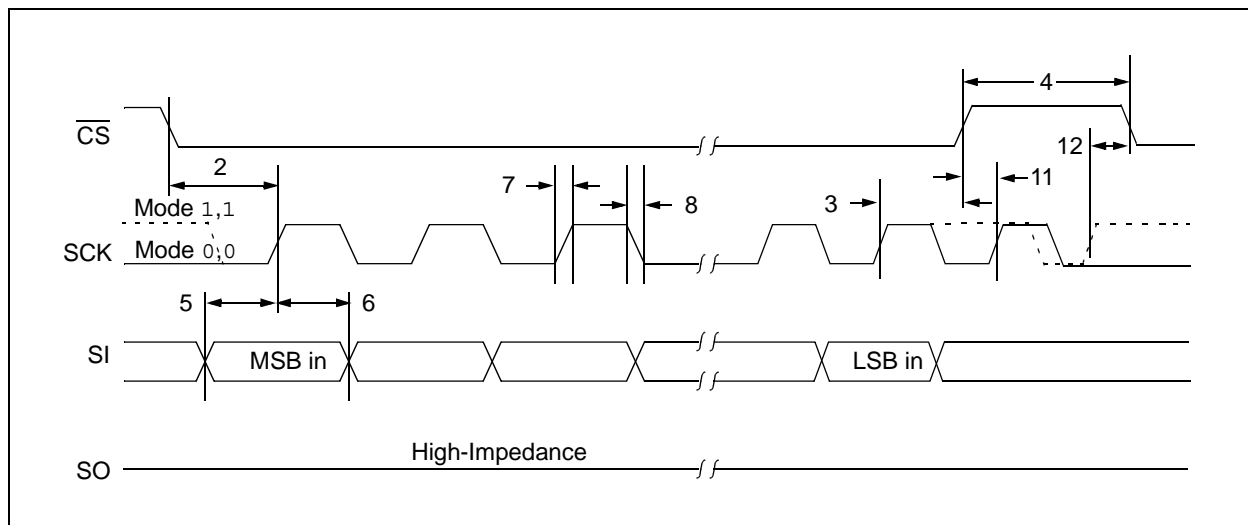 4
CS
12
2
7
8
3
11
Mode 1,1
SCK
Mode 0,0
5
6
SI
MSB in
LSB in
High-Impedance
SO